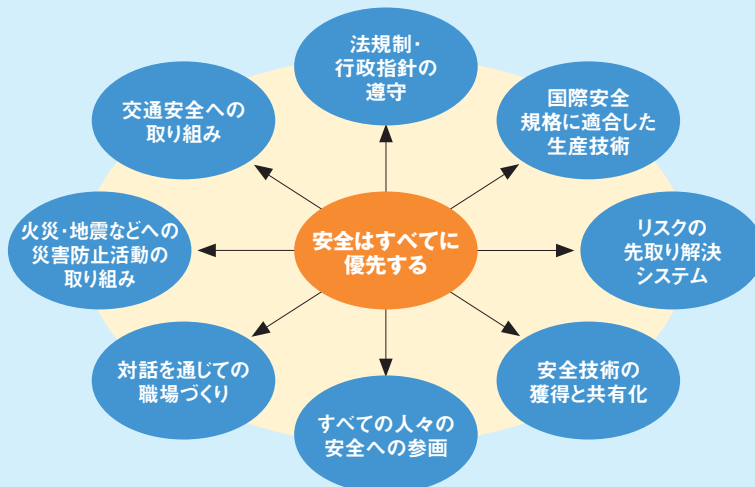 法規制・
行政指針の
遵守
交通安全への
取り組み
国際安全
規格に適合した
生産技術
火災・地震などへの
災害防止活動の
取り組み
安全はすべてに
優先する
リスクの
先取り解決
システム
対話を通じての
職場づくり
安全技術の
獲得と共有化
すべての人々の
安全への参画